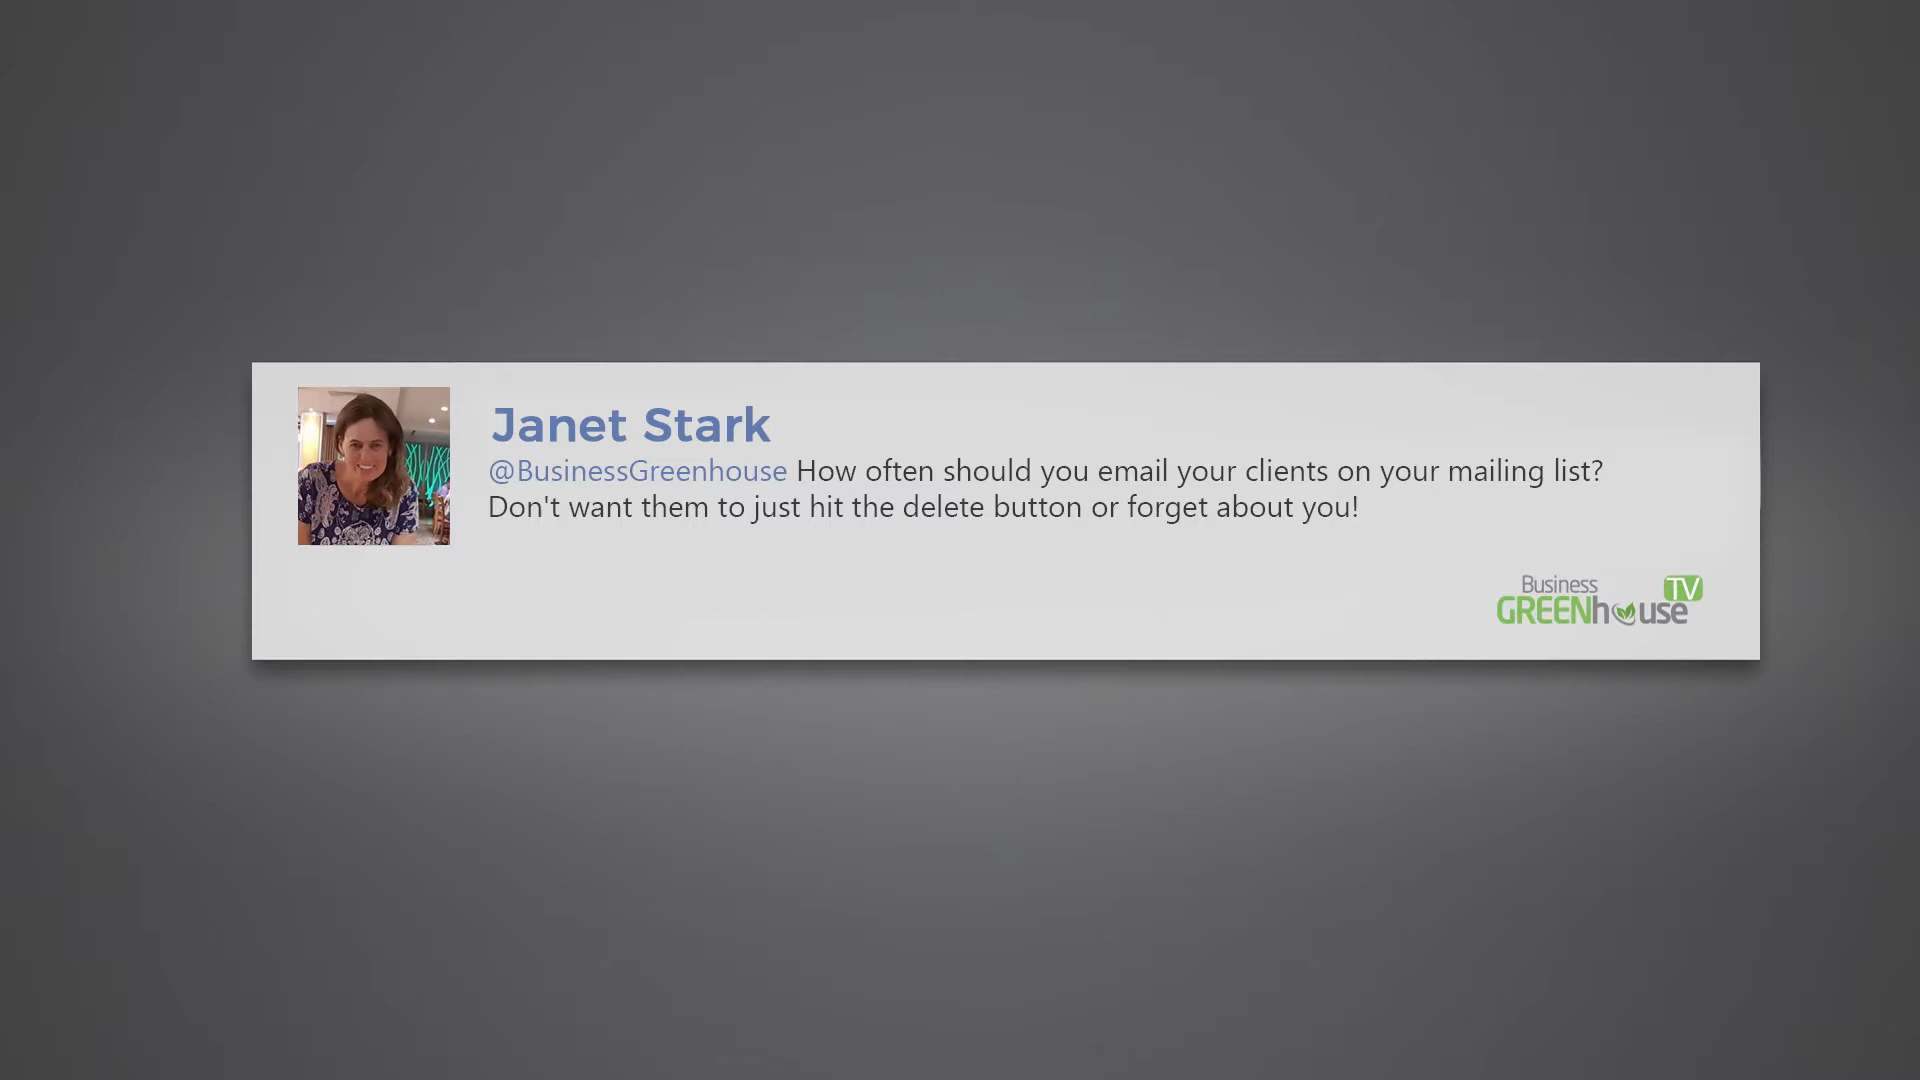 Janet Stark
@BusinessGreenhouse How often should you email your clients on your mailing list?
Don't want them to just hit the delete button or forget about you!
Business TV
GREENhouse